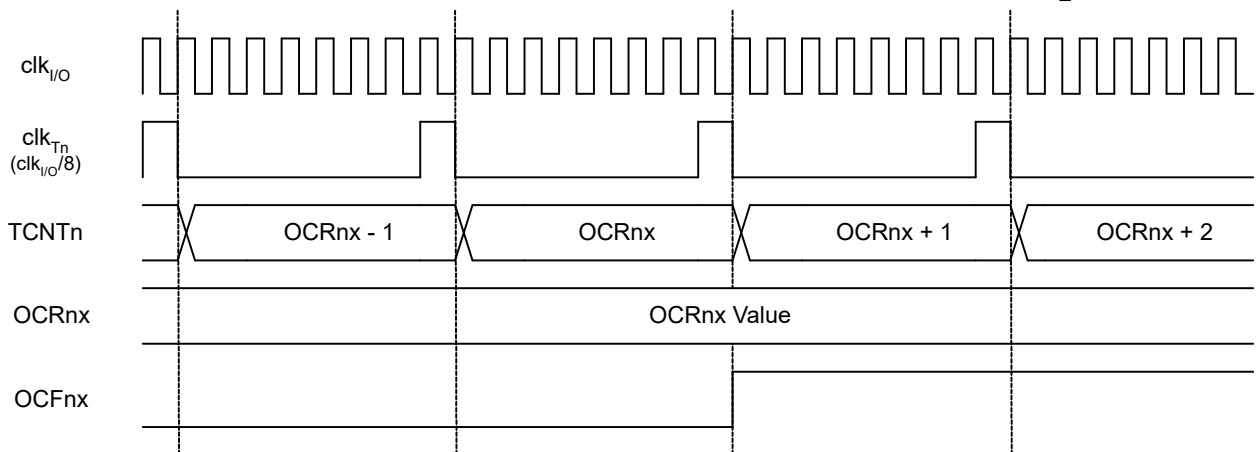 clkI/O
clkTn
(clkI/O/8)
TCNTn
OCRnx - 1
OCRnx
OCRnx + 1
OCRnx + 2
OCRnx
OCRnx Value
OCFnx